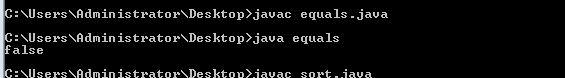 C:\Users\Administrator\Desktop>javac equals.java
C:\Users\Administrator\Desktop>java equals
false
C:\Users\Administrator\Desktop>javac sort.java